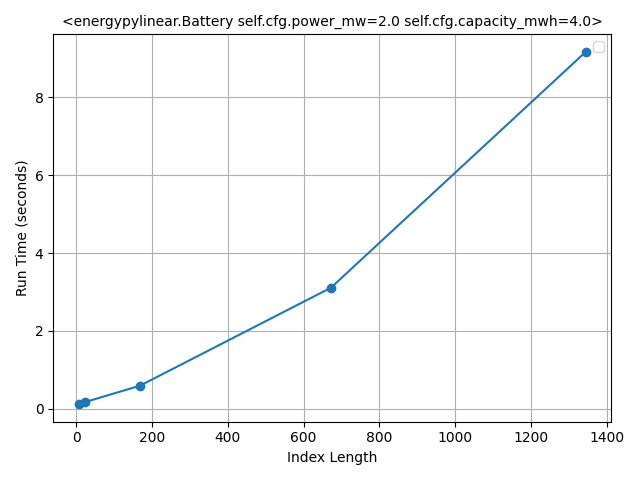 <energypylinear.Battery self.cfg.power_mw=2.0 self.cfg.capacity_mwh=4.0>
Run Time (seconds)
8
6
4
2
0
0 200 400 600 800 1000 1200 1400
Index Length